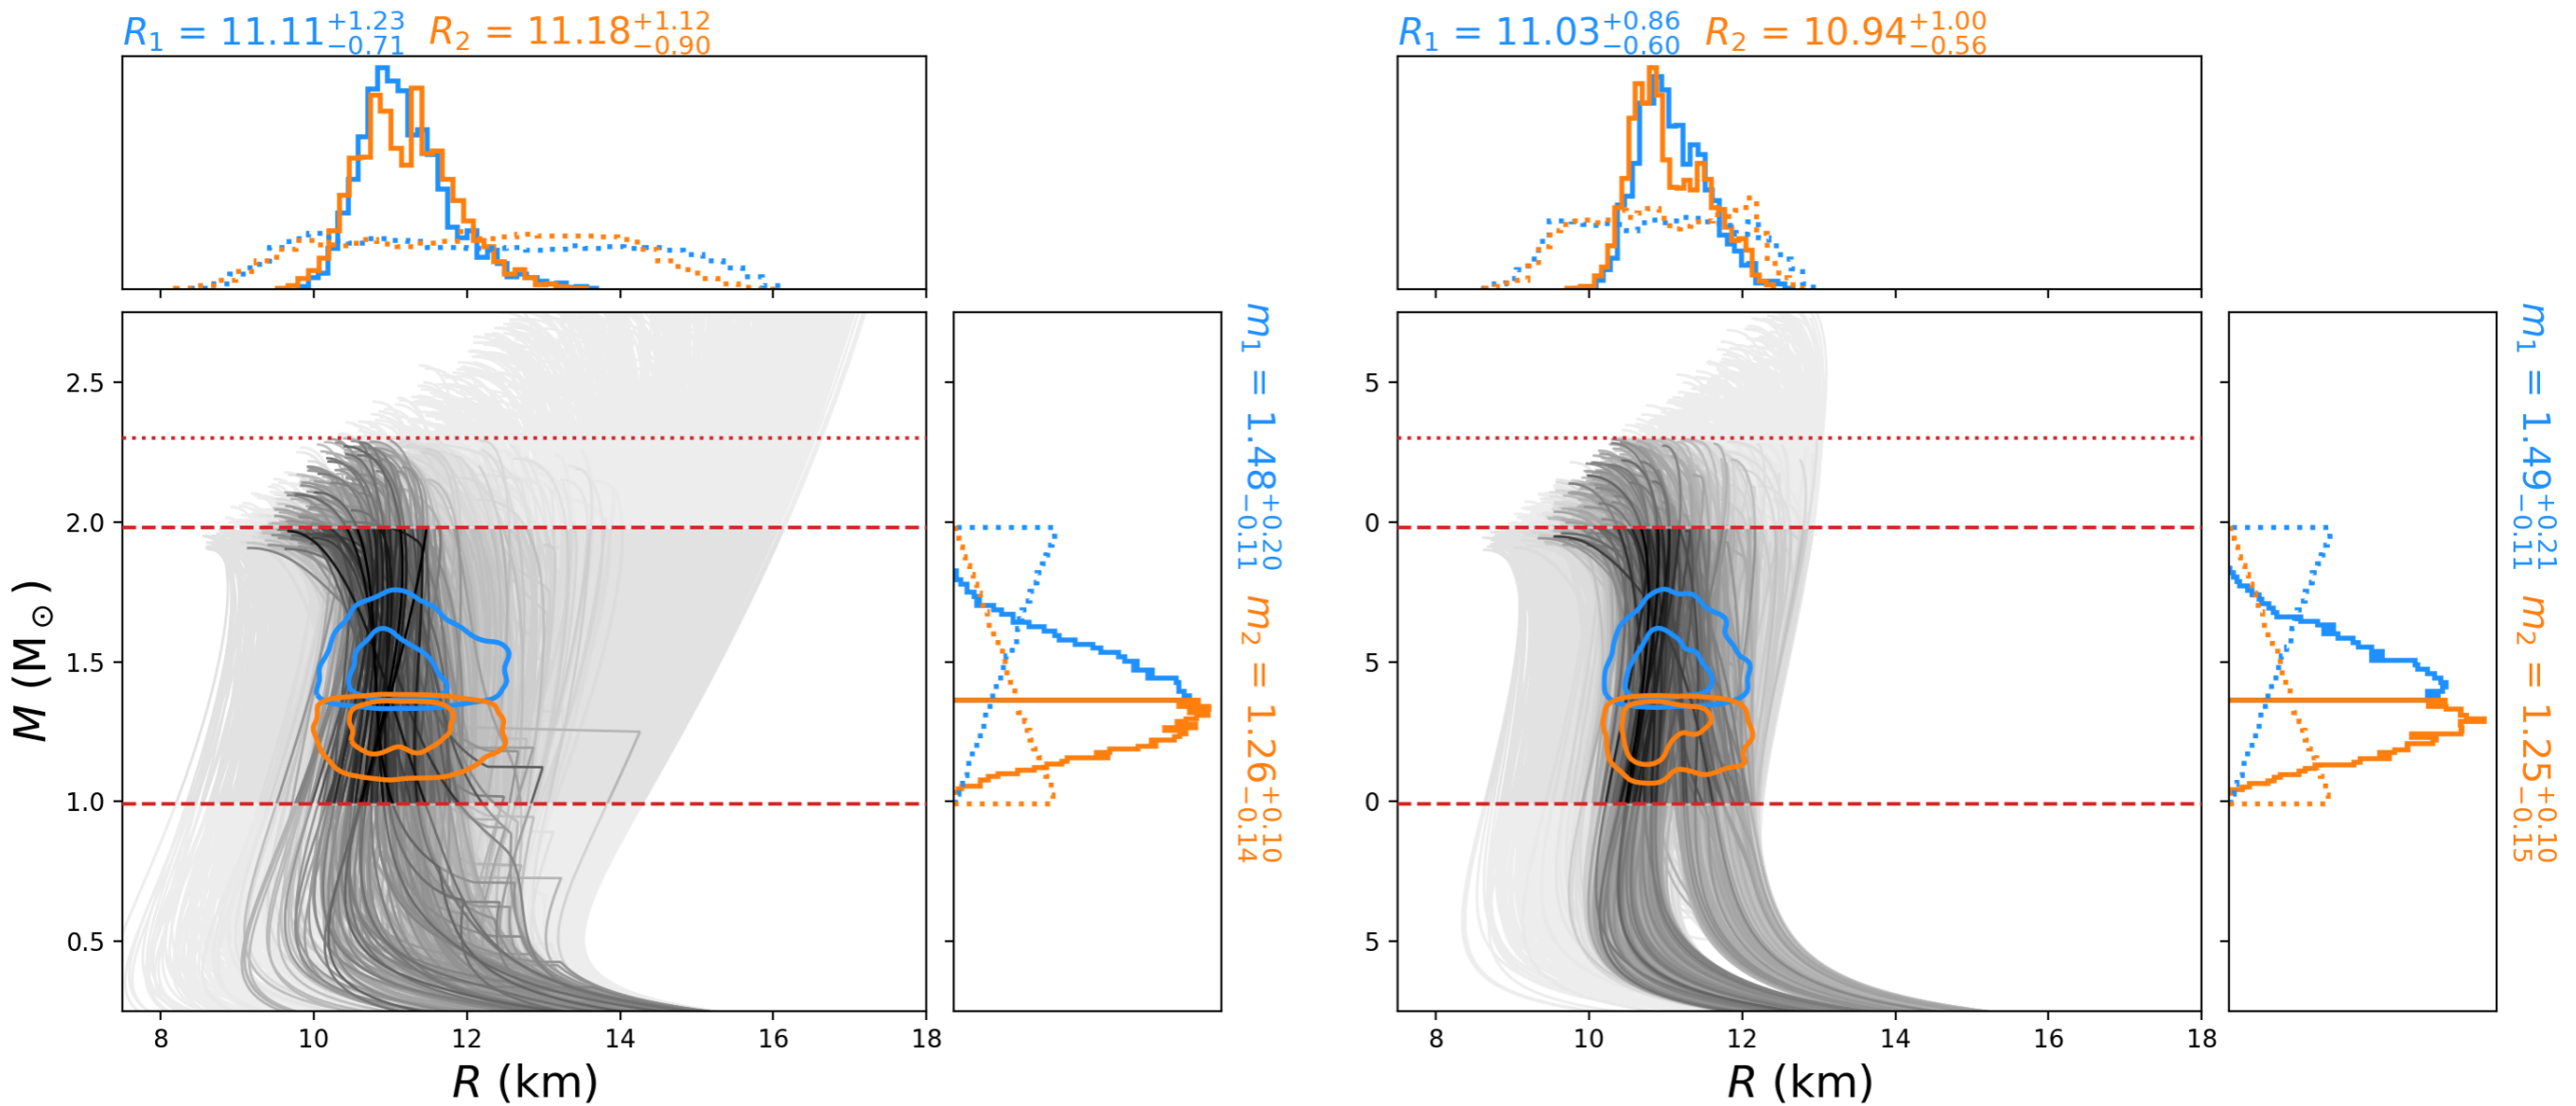 R₁ = 11.11⁺¹·²³₋₀.₇₁ R₂ = 11.18⁺¹·¹²₋₀.₉₀
2.5
2.0
1.5
1.0
0.5
M (M⊙)
8 10 12 14 16 18
R (km)
m₁ = 1.48⁺⁰·²⁰₋₀.₁₁ m₂ = 1.26⁺⁰·¹⁰₋₀.₁₄
R₁ = 11.03⁺⁰·⁸⁶₋₀.₆₀ R₂ = 10.94⁺¹·⁰⁰₋₀.₅₆
5
0
5
0
5
8 10 12 14 16 18
R (km)
m₁ = 1.49⁺⁰·²¹₋₀.₁₁ m₂ = 1.25⁺⁰·¹⁰₋₀.₁₅